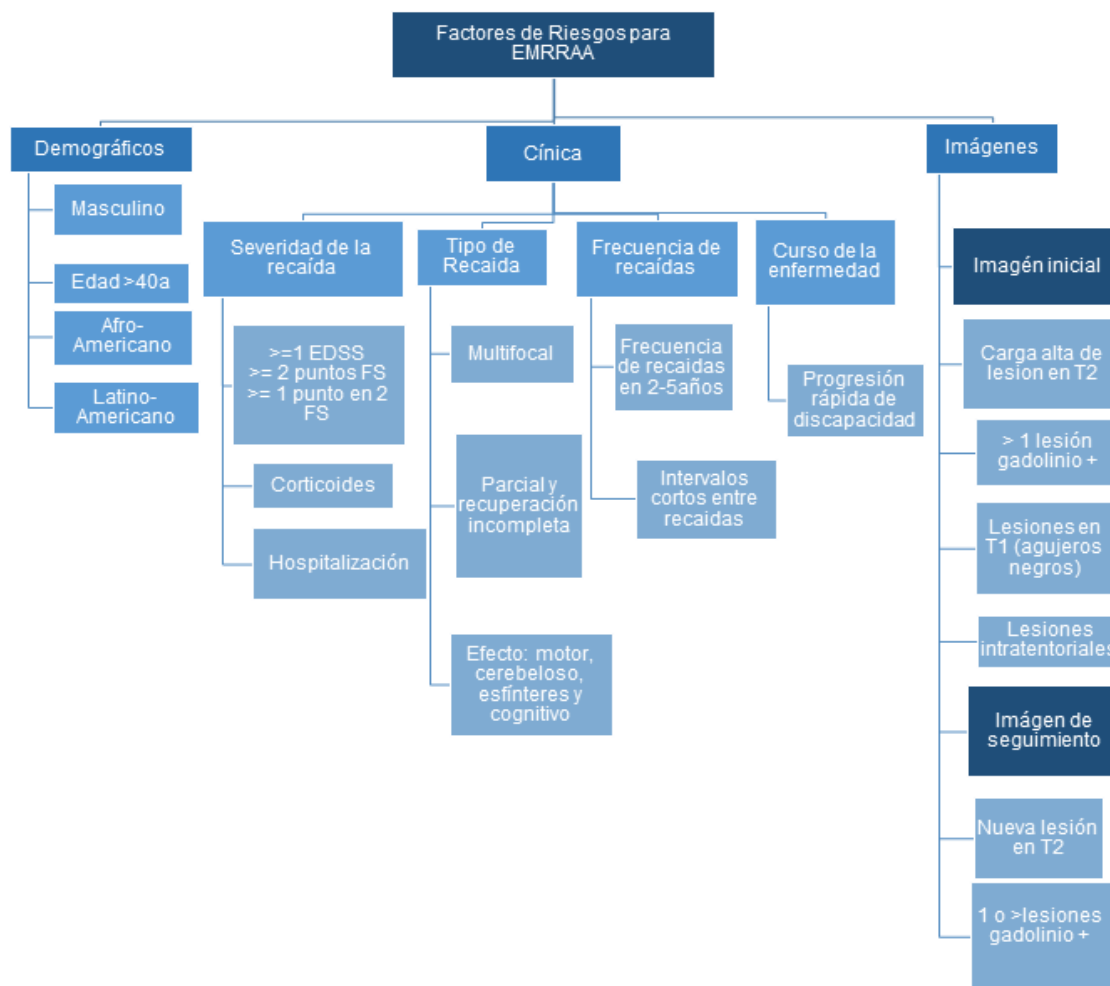 Factores de Riesgos para
EMRRAA
Demográficos
Masculino
Edad >40a
Afro-
Americano
Latino-
Americano
Cínica
Severidad de la
recaída
>=1 EDSS
>= 2 puntos FS
>= 1 punto en 2
FS
Corticoides
Hospitalización
Tipo de
Recaida
Multifocal
Parcial y
recuperación
incompleta
Efecto: motor,
cerebeloso,
esfínteres y
cognitivo
Frecuencia de
recaídas
Frecuencia
de recaidas
en 2-5años
Intervalos
cortos entre
recaidas
Curso de la
enfermedad
Progresión
rápida de
discapacidad
Imágenes
Imagén inicial
Carga alta de
lesion en T2
> 1 lesión
gadolinio +
Lesiones en
T1 (agujeros
negros)
Lesiones
intratentoriales
Imágen de
seguimiento
Nueva lesión
en T2
1 o >lesiones
gadolinio +